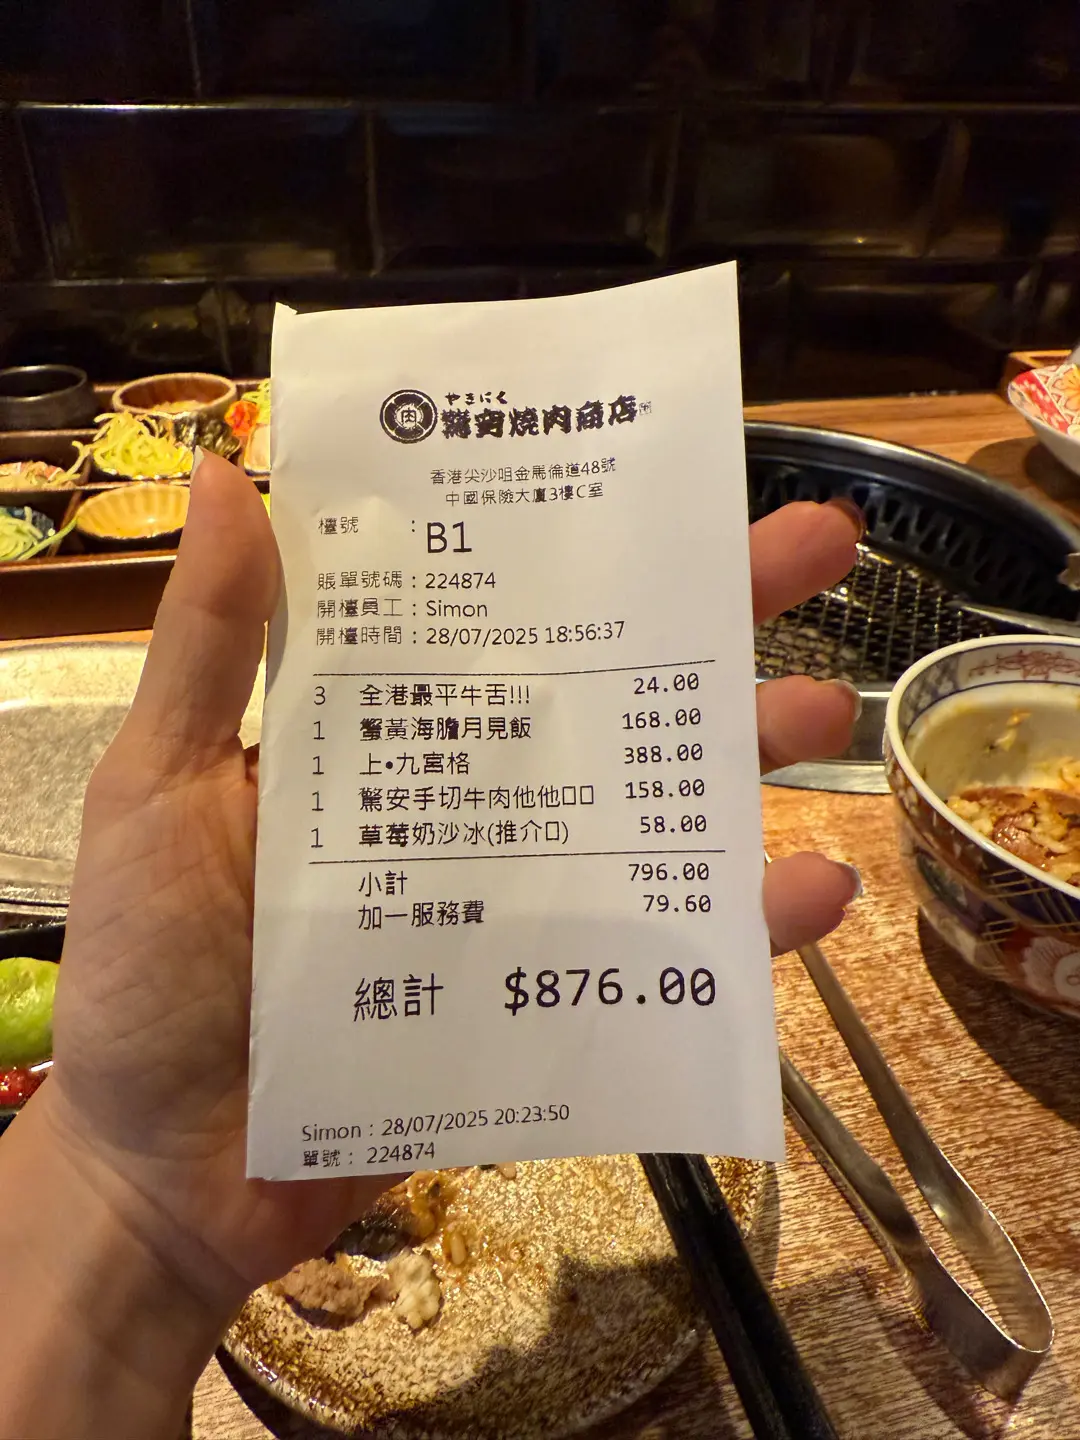 やきにく
驚安燒肉商店
香港尖沙咀金馬倫道48號
中國保險大廈3樓C室
檯號 : B1
賬單號碼 : 224874
開檯員工 : Simon
開檯時間 : 28/07/2025 18:56:37
3 全港最平牛舌!!! 24.00
1 蟹黃海膽月見飯 168.00
1 上•九宮格 388.00
1 驚安手切牛肉他他□□ 158.00
1 草莓奶沙冰(推介□) 58.00
小計 796.00
加一服務費 79.60
總計 $876.00
Simon : 28/07/2025 20:23:50
單號 : 224874